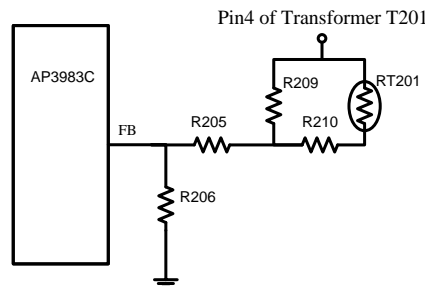 Pin4 of Transformer T201
AP3983C
R209
RT201
FB
R205
R210
R206